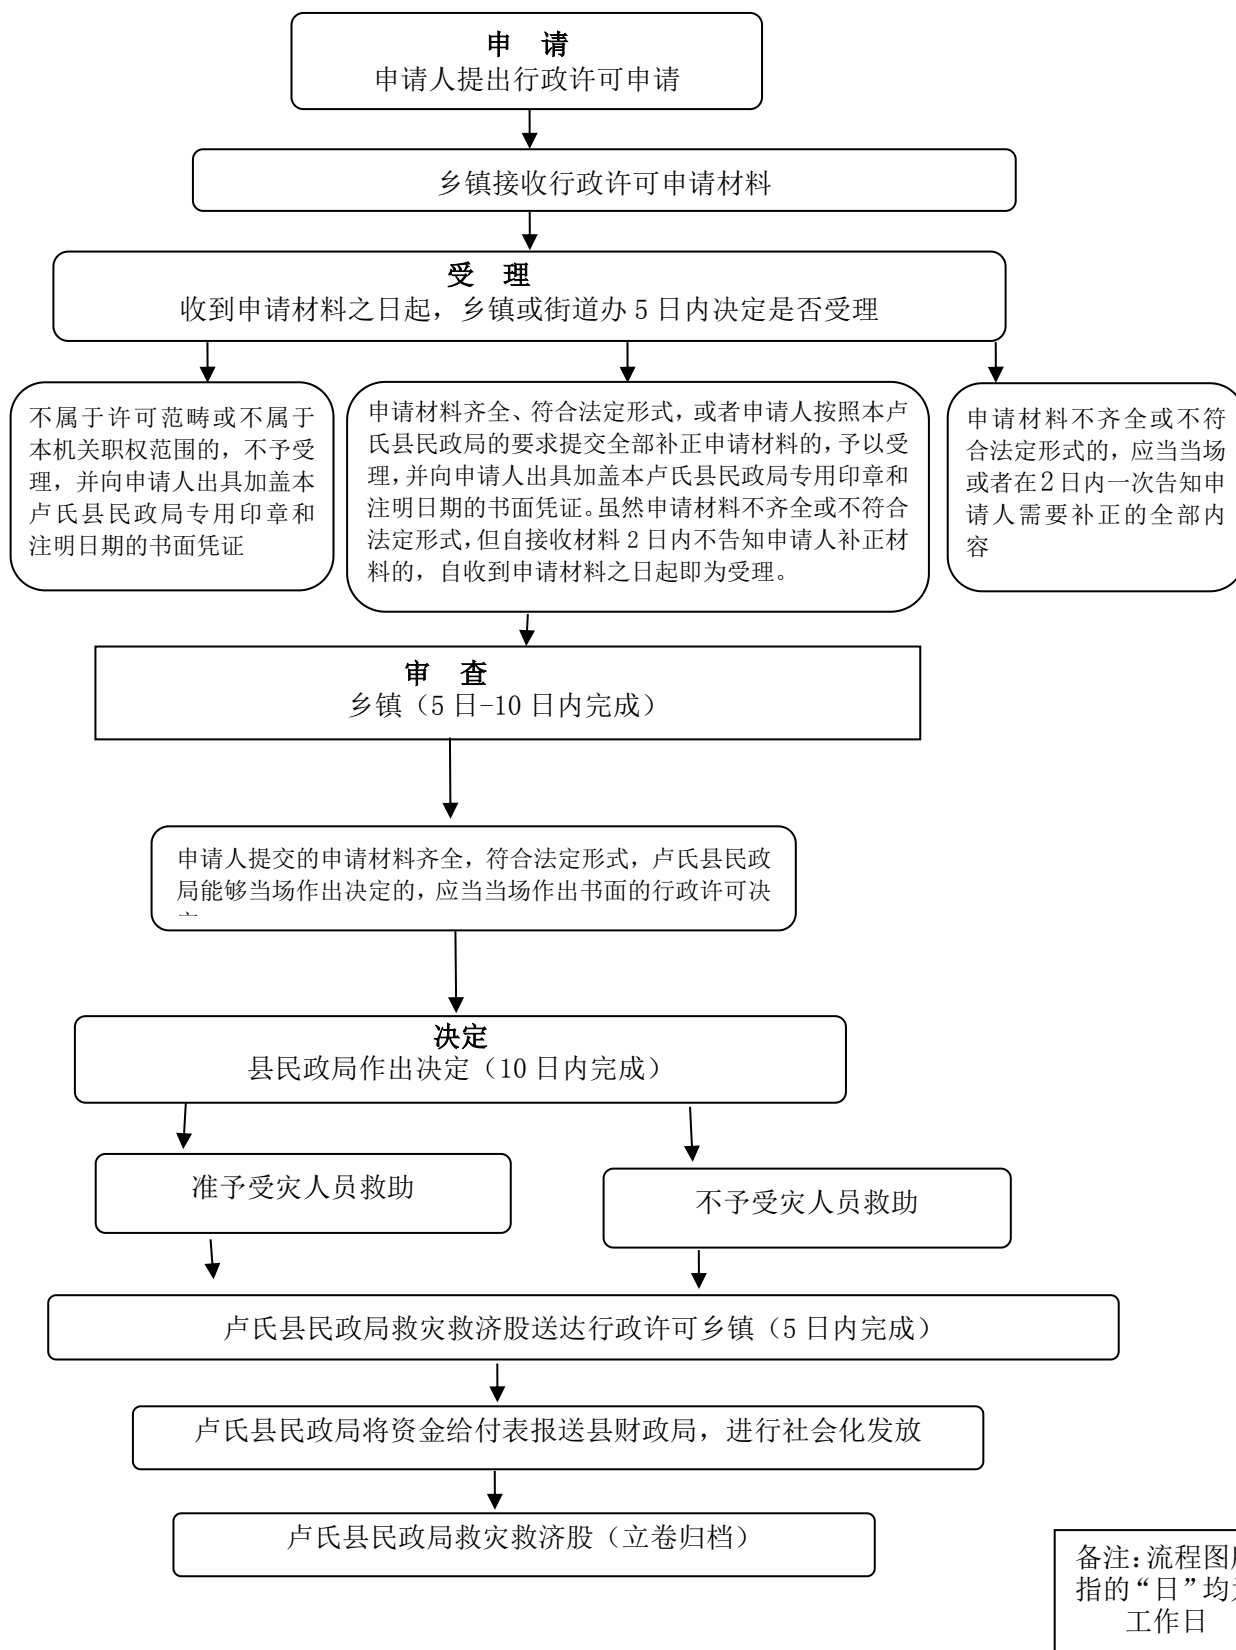 申 请
申请人提出行政许可申请
乡镇接收行政许可申请材料
受 理
收到申请材料之日起，乡镇或街道办 5 日内决定是否受理
不属于许可范畴或不属于
本机关职权范围的，不予受
理，并向申请人出具加盖本
卢氏县民政局专用印章和
注明日期的书面凭证
申请材料齐全、符合法定形式，或者申请人按照本卢
氏县民政局的要求提交全部补正申请材料的，予以受
理，并向申请人出具加盖本卢氏县民政局专用印章和
注明日期的书面凭证。虽然申请材料不齐全或不符合
法定形式，但自接收材料 2 日内不告知申请人补正材
料的，自收到申请材料之日起即为受理。
申请材料不齐全或不符
合法定形式的，应当当场
或者在 2 日内一次告知申
请人需要补正的全部内
容
审 查
乡镇（5 日-10 日内完成）
申请人提交的申请材料齐全，符合法定形式，卢氏县民政
局能够当场作出决定的，应当当场作出书面的行政许可决
决定
县民政局作出决定（10 日内完成）
准予受灾人员救助
不予受灾人员救助
卢氏县民政局救灾救济股送达行政许可乡镇（5 日内完成）
卢氏县民政局将资金给付表报送县财政局，进行社会化发放
卢氏县民政局救灾救济股（立卷归档）
备注：流程图
指的“日”均
工作日